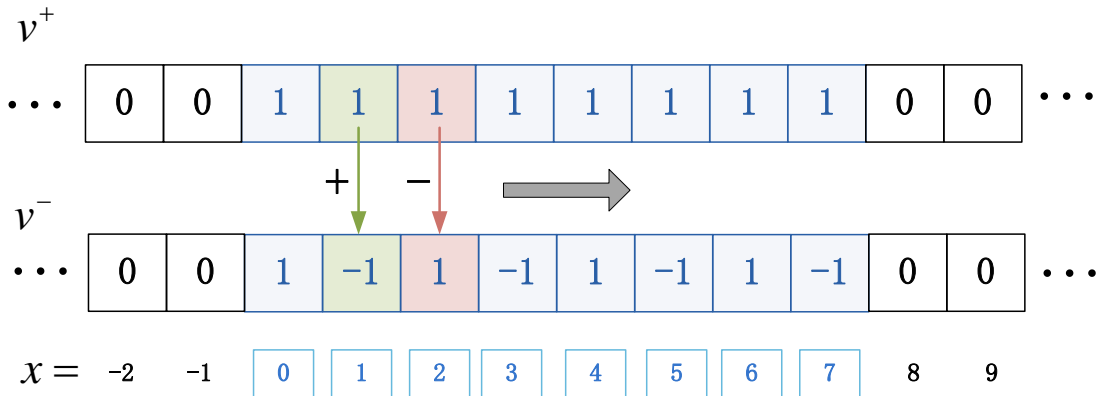 v⁺
··· 0 0 1 1 1 1 1 1 1 1 0 0 ···
+ −
v⁻
··· 0 0 1 -1 1 -1 1 -1 1 -1 0 0 ···
x = -2 -1 0 1 2 3 4 5 6 7 8 9